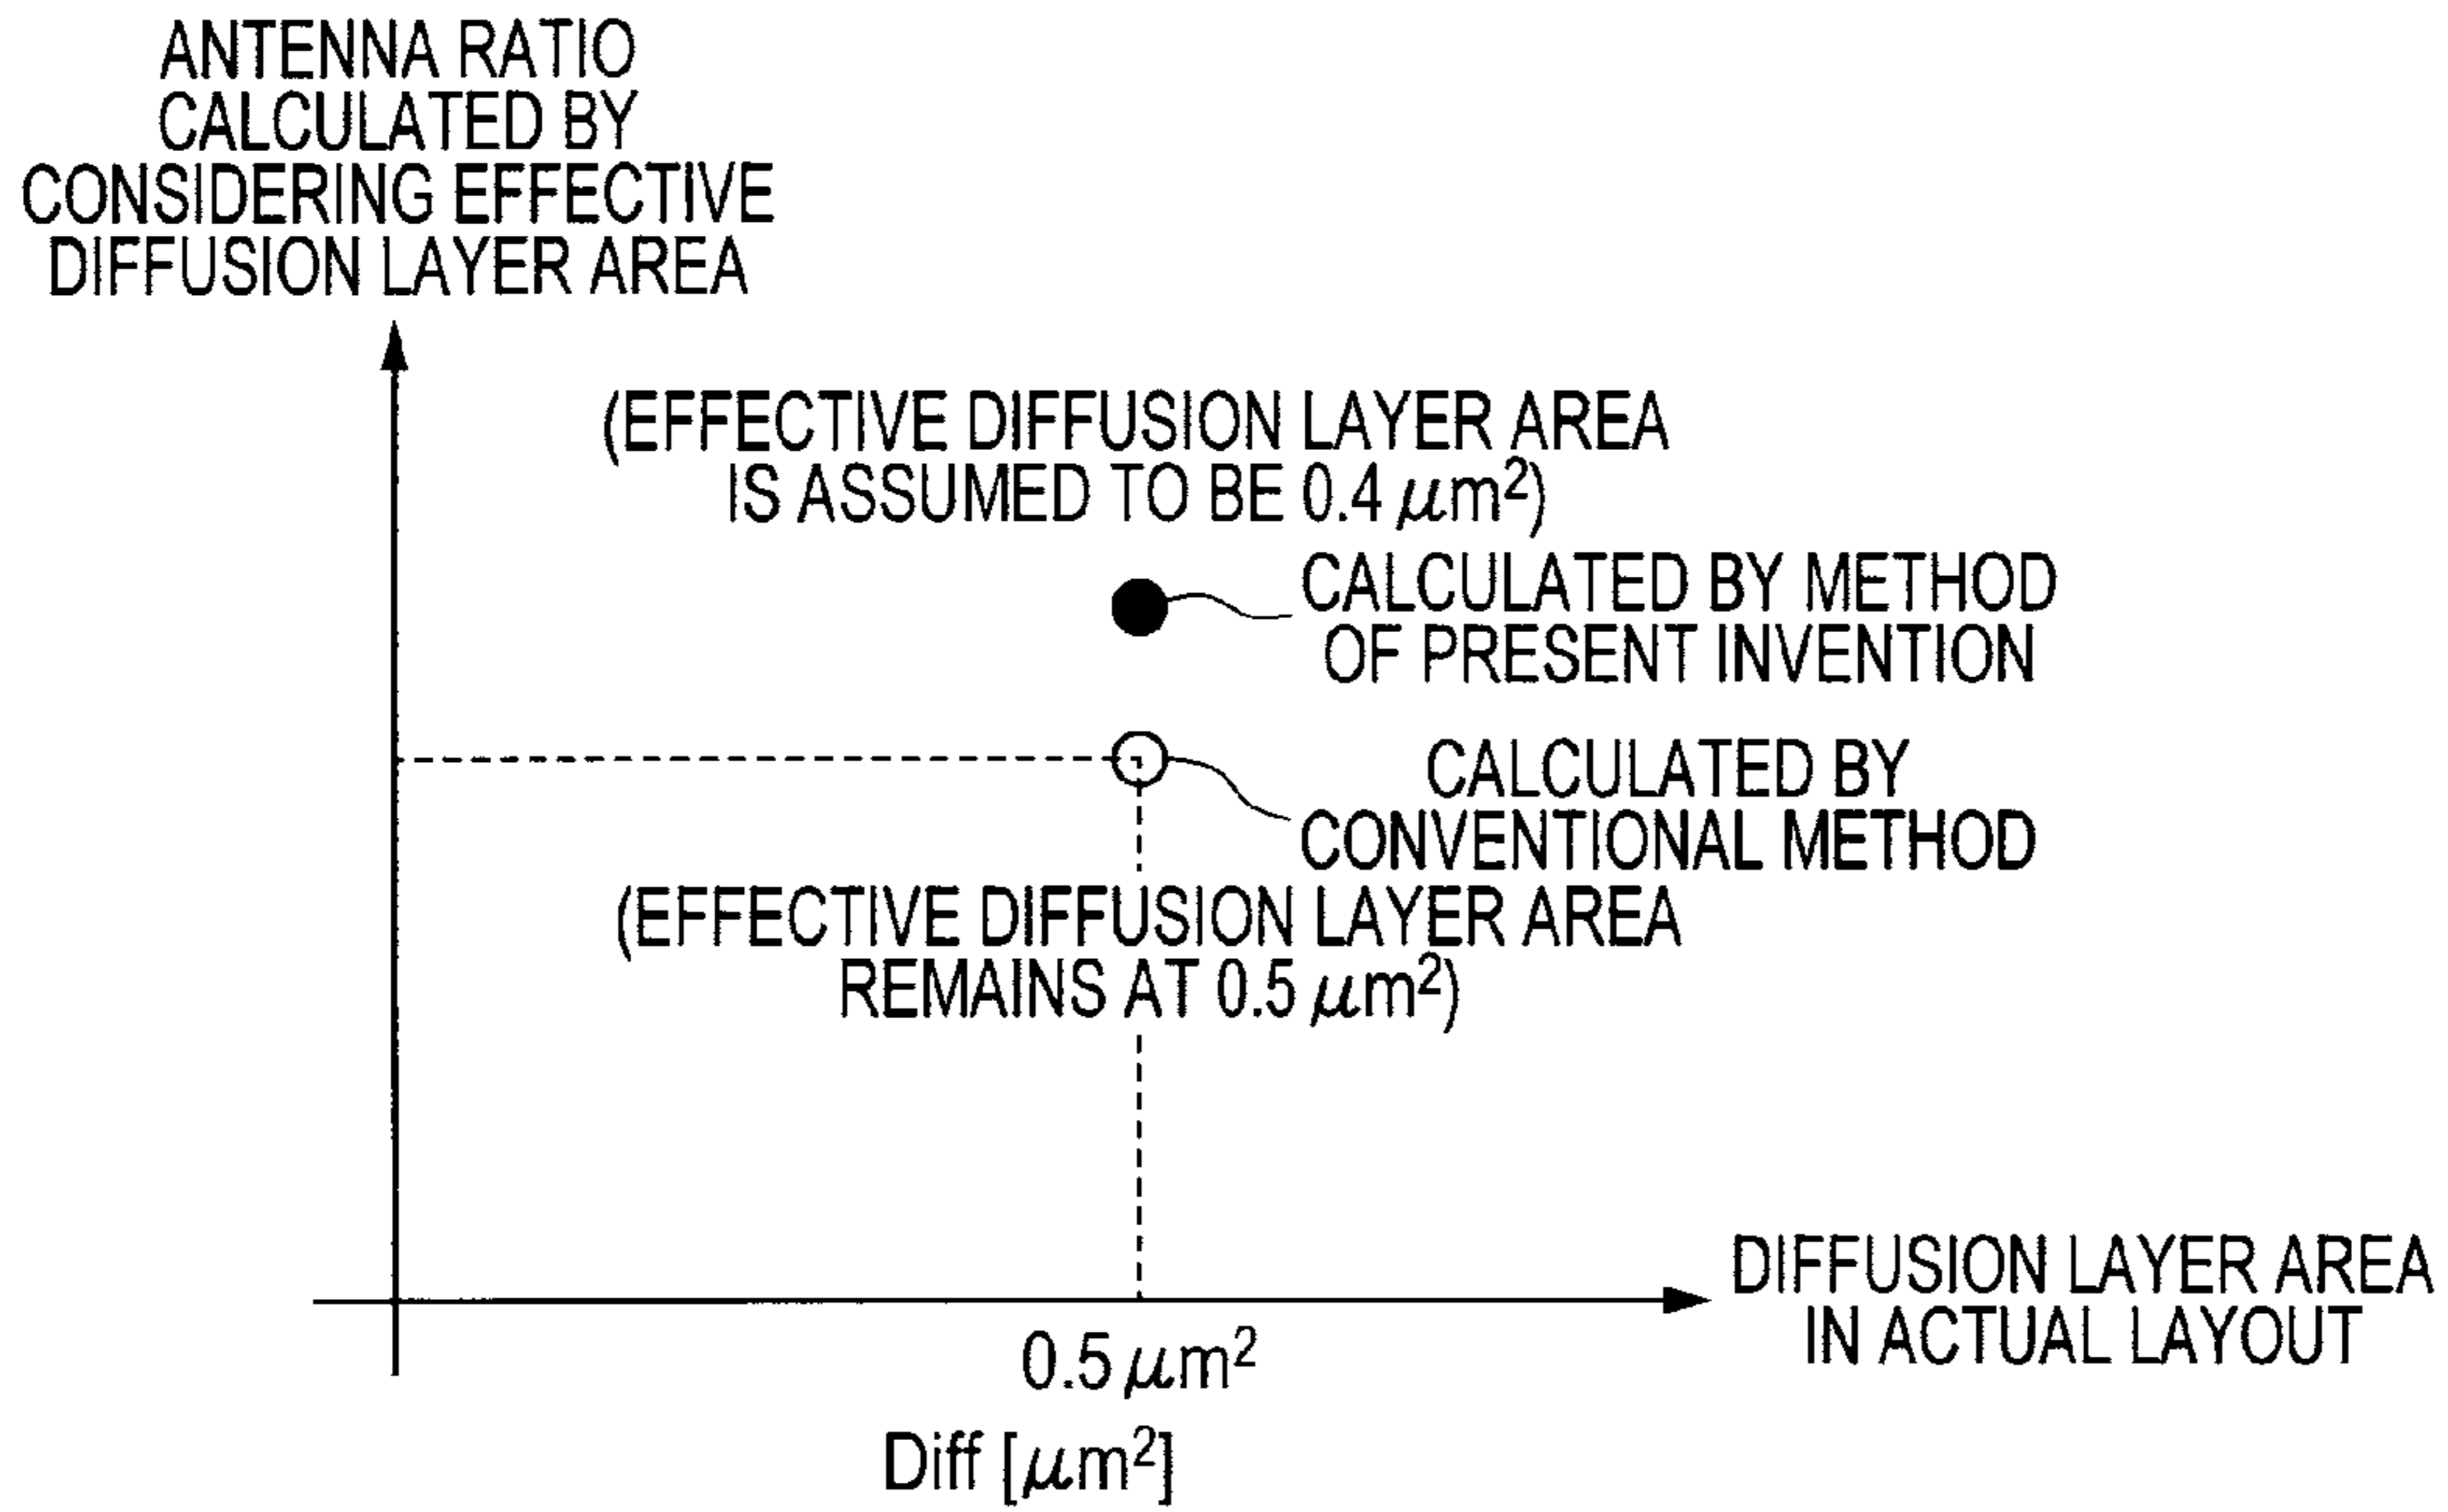 ANTENNA RATIO
CALCULATED BY
CONSIDERING EFFECTIVE
DIFFUSION LAYER AREA
(EFFECTIVE DIFFUSION LAYER AREA
IS ASSUMED TO BE 0.4 μm²)
CALCULATED BY METHOD
OF PRESENT INVENTION
CALCULATED BY
CONVENTIONAL METHOD
(EFFECTIVE DIFFUSION LAYER AREA
REMAINS AT 0.5 μm²)
DIFFUSION LAYER AREA
IN ACTUAL LAYOUT
0.5 μm²
Diff [μm²]